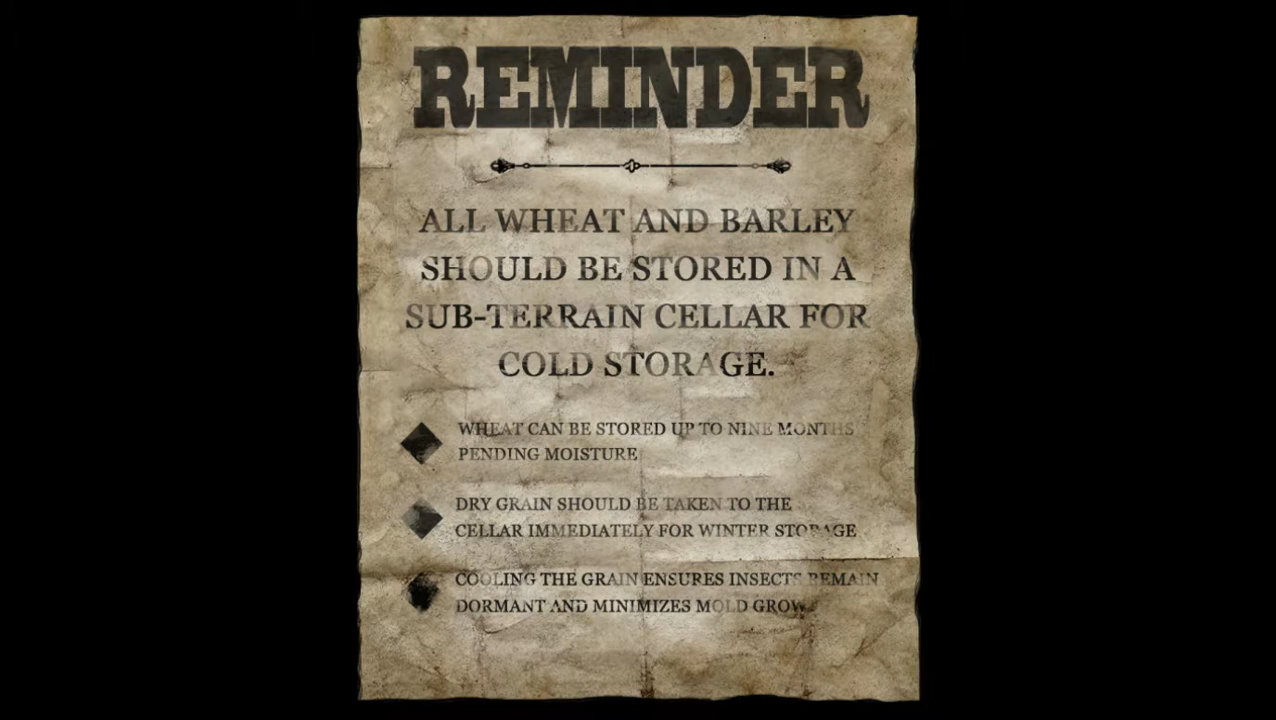 REMINDER
ALL WHEAT AND BARLEY
SHOULD BE STORED IN A
SUB-TERRAIN CELLAR FOR
COLD STORAGE.
WHEAT CAN BE STORED UP TO NINE MONTHS
PENDING MOISTURE
DRY GRAIN SHOULD BE TAKEN TO THE
CELLAR IMMEDIATELY FOR WINTER STORAGE
COOLING THE GRAIN ENSURES INSECTS REMAIN
DORMANT AND MINIMIZES MOLD